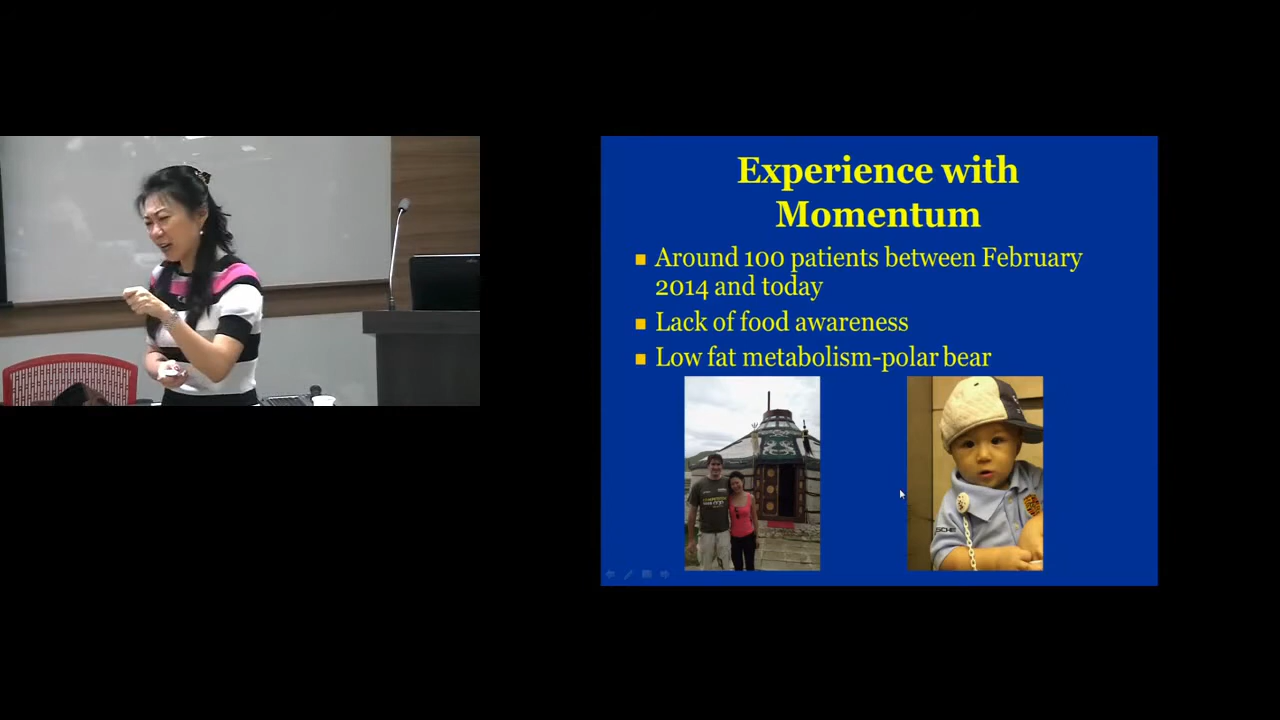 Experience with
Momentum
Around 100 patients between February
2014 and today
Lack of food awareness
Low fat metabolism-polar bear